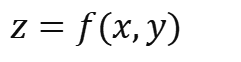 z = f(x, y)